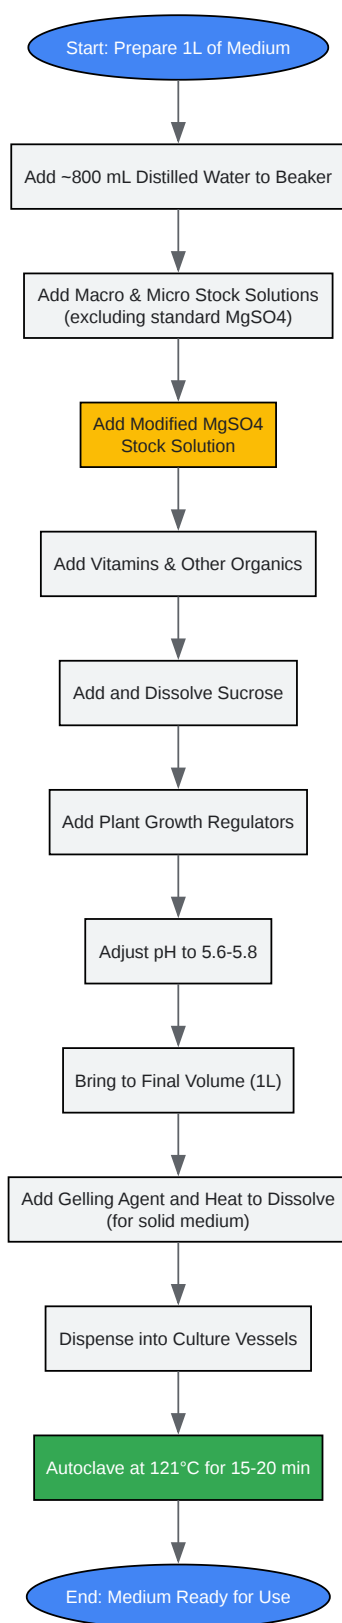 Start: Prepare 1L of Medium
Add ~800 mL Distilled Water to Beaker
Add Macro & Micro Stock Solutions
(excluding standard MgSO4)
Add Modified MgSO4
Stock Solution
Add Vitamins & Other Organics
Add and Dissolve Sucrose
Add Plant Growth Regulators
Adjust pH to 5.6-5.8
Bring to Final Volume (1L)
Add Gelling Agent and Heat to Dissolve
(for solid medium)
Dispense into Culture Vessels
Autoclave at 121°C for 15-20 min
End: Medium Ready for Use